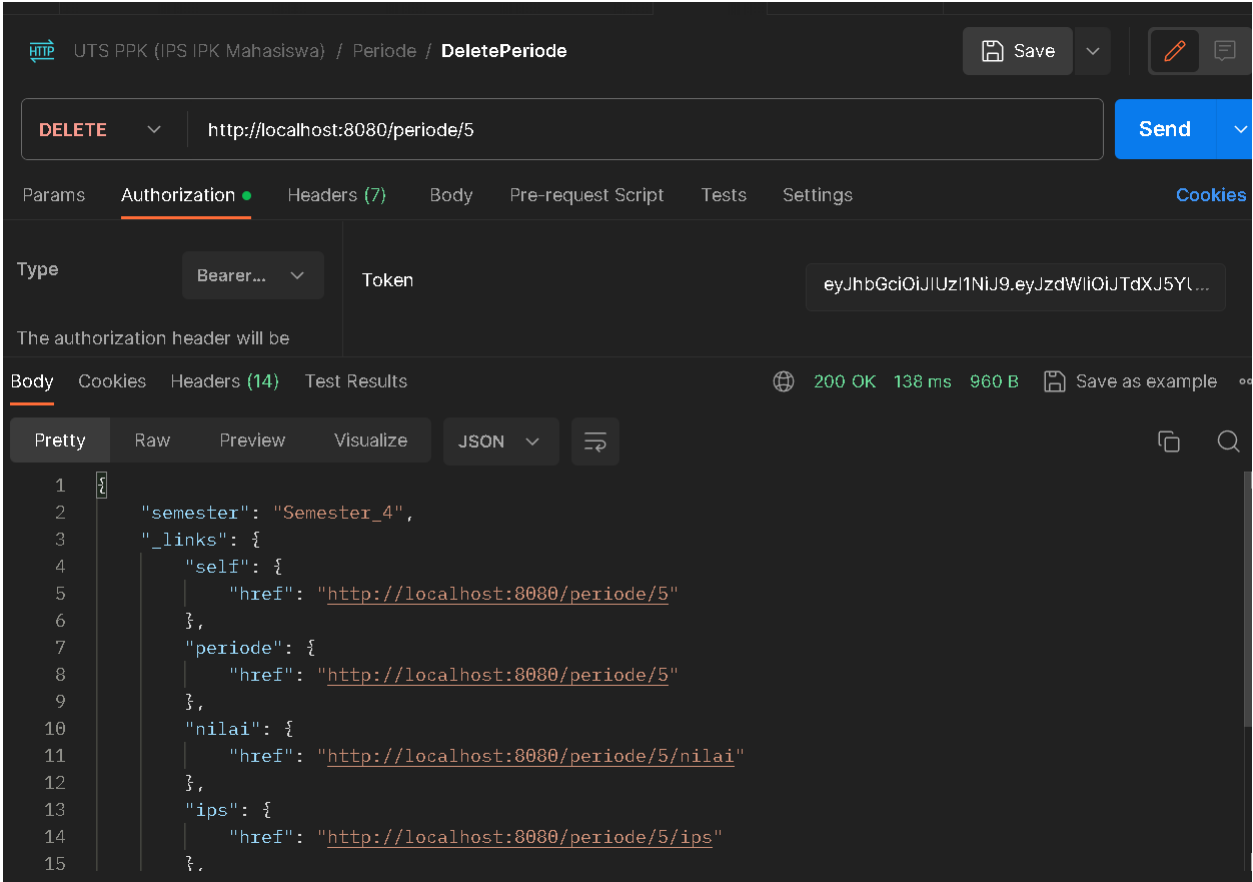 HTTP UTS PPK (IPS IPK Mahasiswa) / Periode / DeletePeriode Save
DELETE http://localhost:8080/periode/5 Send
Params Authorization Headers (7) Body Pre-request Script Tests Settings Cookies
Type Bearer... Token eyJhbGciOiJIUzI1NiJ9.eyJzdWIiOiJTdXJ5YU...
The authorization header will be
Body Cookies Headers (14) Test Results 200 OK 138 ms 960 B Save as example
Pretty Raw Preview Visualize JSON
1 {
2 "semester": "Semester_4",
3 "_links": {
4 "self": {
5 "href": "http://localhost:8080/periode/5"
6 },
7 "periode": {
8 "href": "http://localhost:8080/periode/5"
9 },
10 "nilai": {
11 "href": "http://localhost:8080/periode/5/nilai"
12 },
13 "ips": {
14 "href": "http://localhost:8080/periode/5/ips"
15 },